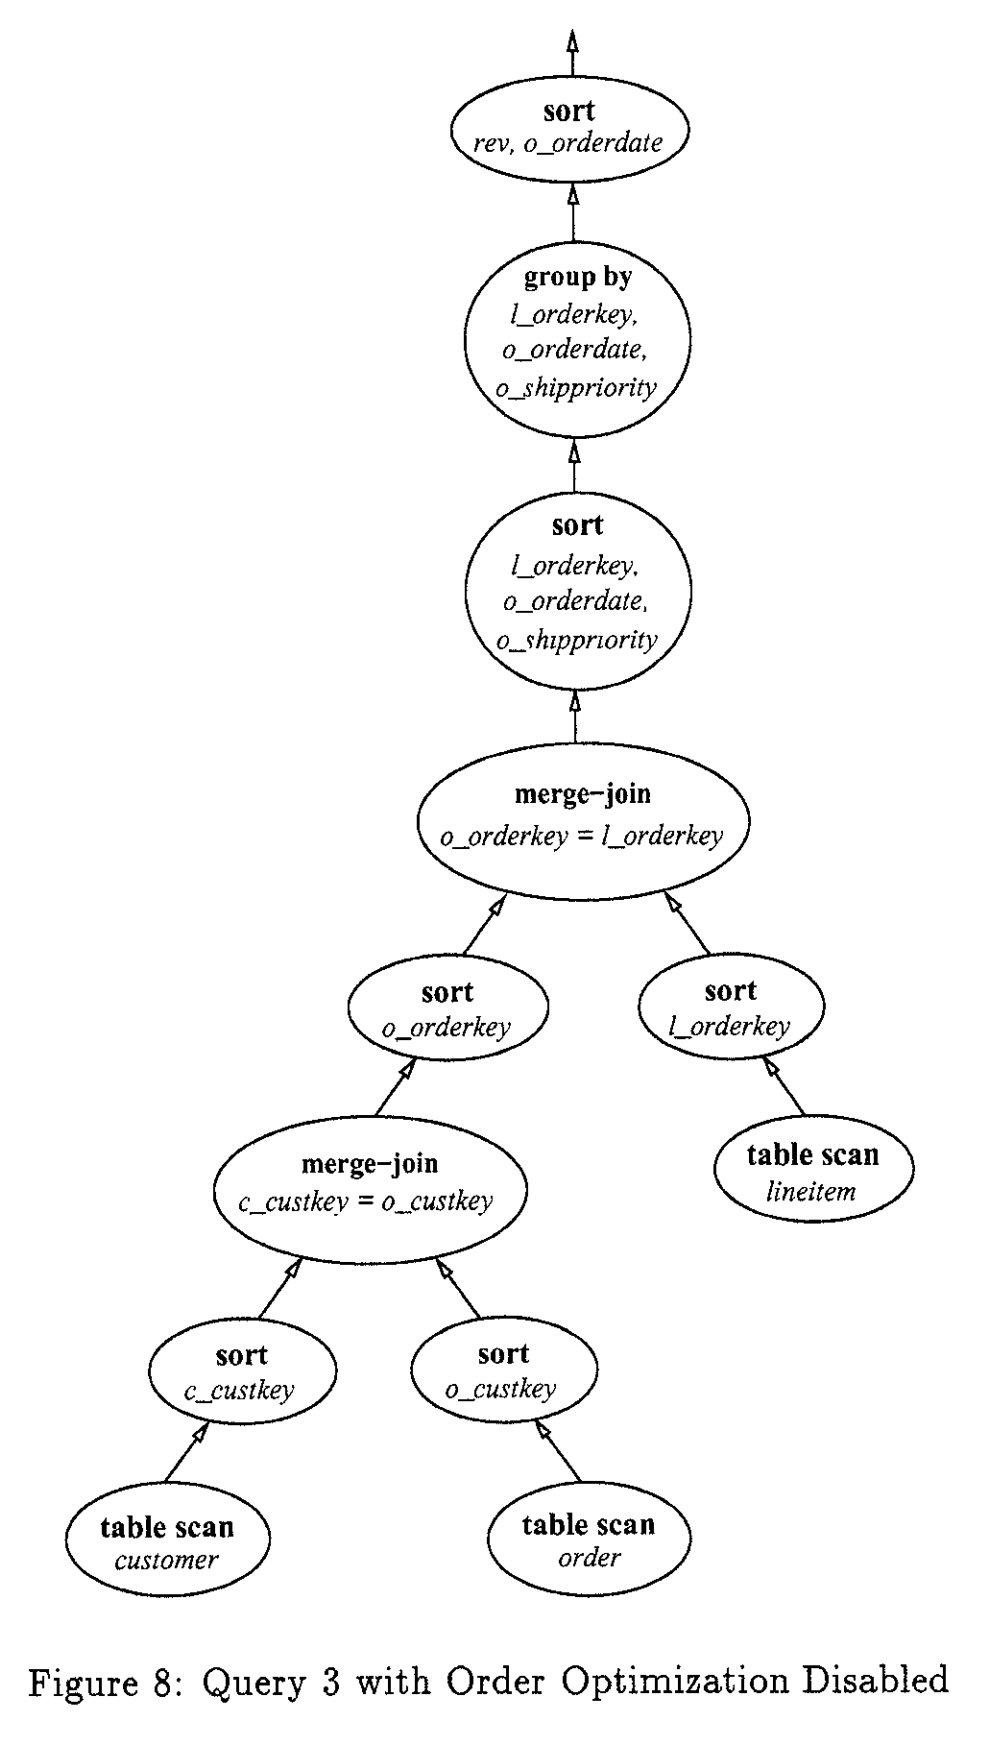 sort
rev, o_orderdate
group by
l_orderkey,
o_orderdate,
o_shippriority
sort
l_orderkey,
o_orderdate,
o_shippriority
merge-join
o_orderkey = l_orderkey
sort
o_orderkey
sort
l_orderkey
merge-join
c_custkey = o_custkey
table scan
lineitem
sort
c_custkey
sort
o_custkey
table scan
customer
table scan
order
Figure 8: Query 3 with Order Optimization Disabled